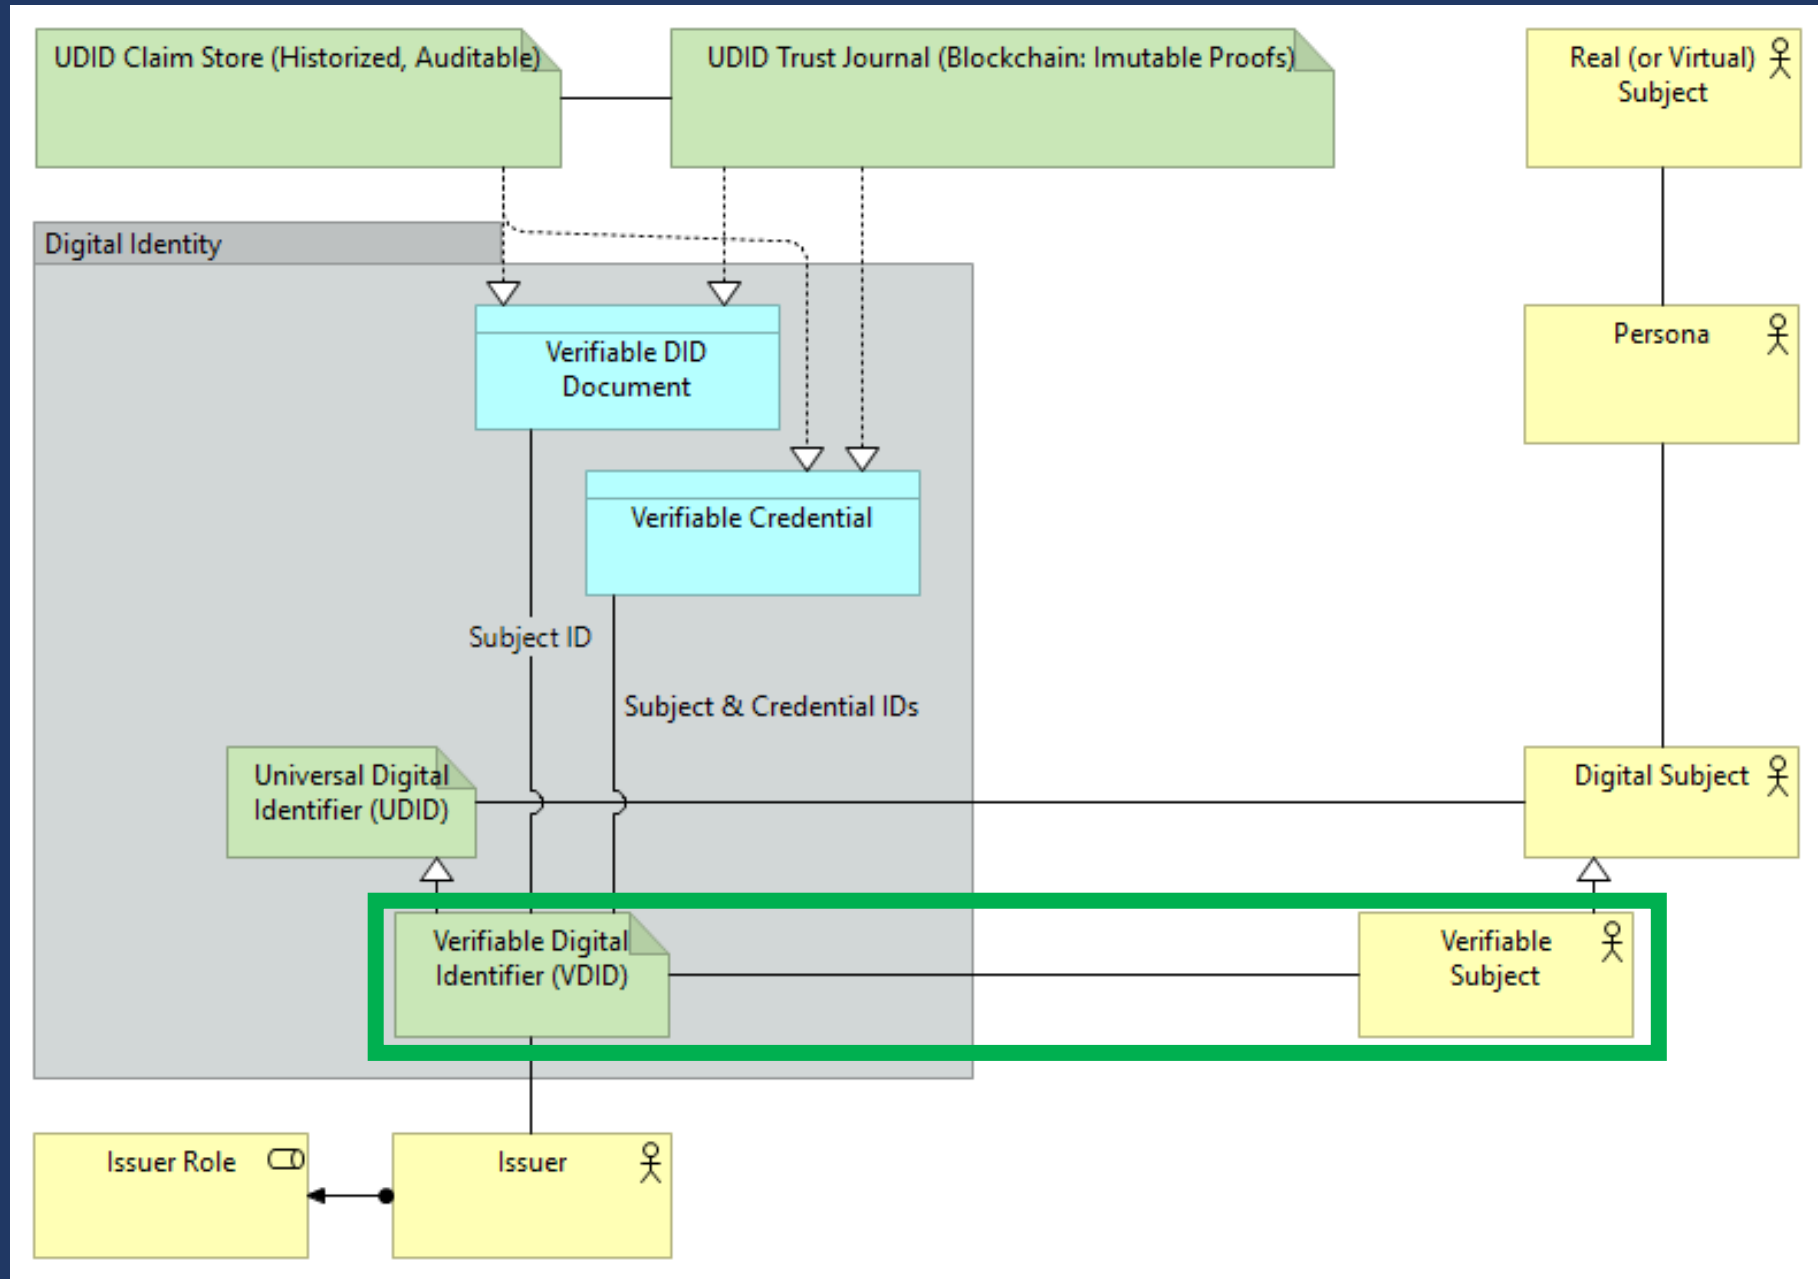 UDID Claim Store (Historized, Auditable)
UDID Trust Journal (Blockchain: Imutable Proofs)
Real (or Virtual)
Subject
Digital Identity
Verifiable DID
Document
Persona
Verifiable Credential
Subject ID
Subject & Credential IDs
Universal Digital
Identifier (UDID)
Digital Subject
Verifiable Digital
Identifier (VDID)
Verifiable
Subject
Issuer Role
Issuer